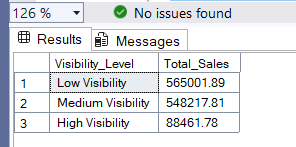 126 % No issues found
Results Messages
Visibility_Level Total_Sales
1 Low Visibility 565001.89
2 Medium Visibility 548217.81
3 High Visibility 88461.78